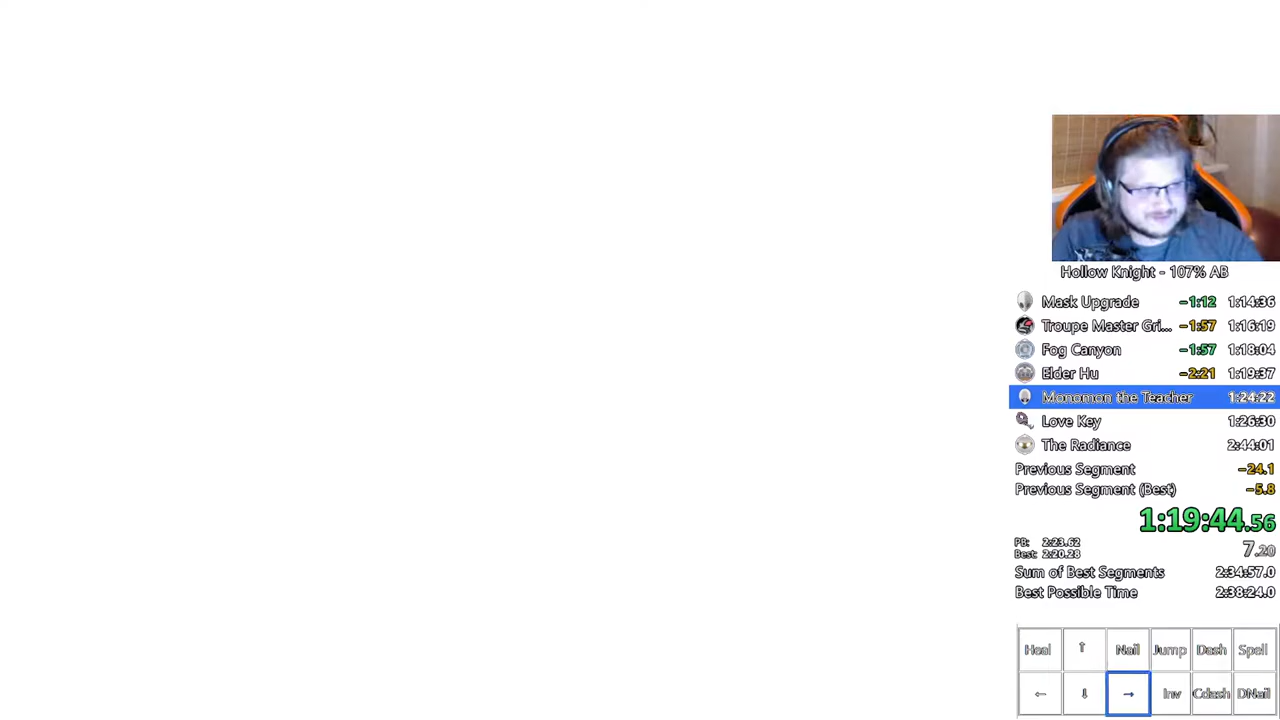 Hollow Knight - 107% AB
Mask Upgrade -1:12 1:14:36
Troupe Master Gri... -1:57 1:16:19
Fog Canyon -1:57 1:18:04
Elder Hu -2:21 1:19:37
Monomon the Teacher 1:24:22
Love Key 1:26:30
The Radiance 2:44:01
Previous Segment -24.1
Previous Segment (Best) -5.8
1:19:44.56
PB: 2:23.62 7.20
Best: 2:20.28
Sum of Best Segments 2:34:57.0
Best Possible Time 2:38:24.0
Heal ↑ Nail Jump Dash Spell
← ↓ → Inv Cdash DNail